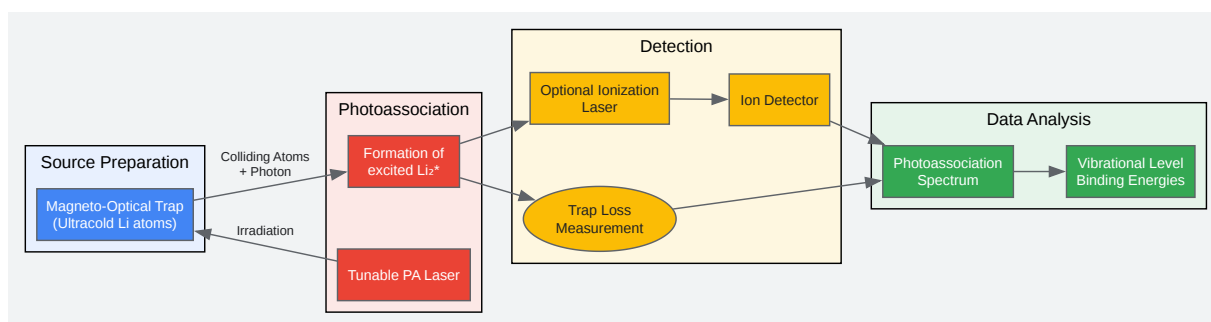 Source Preparation
Magneto-Optical Trap
(Ultracold Li atoms)
Colliding Atoms
+ Photon
Irradiation
Photoassociation
Formation of
excited Li₂*
Tunable PA Laser
Detection
Optional Ionization
Laser
Ion Detector
Trap Loss
Measurement
Data Analysis
Photoassociation
Spectrum
Vibrational Level
Binding Energies